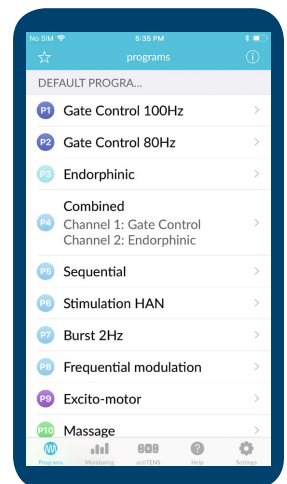 No SIM 5:35 PM
programs
DEFAULT PROGRA...
P1 Gate Control 100Hz
P2 Gate Control 80Hz
P3 Endorphinic
Combined
P4 Channel 1: Gate Control
Channel 2: Endorphinic
P5 Sequential
P6 Stimulation HAN
P7 Burst 2Hz
P8 Frequential modulation
P9 Excito-motor
P10 Massage
Programs Monitoring actiTENS Help Settings